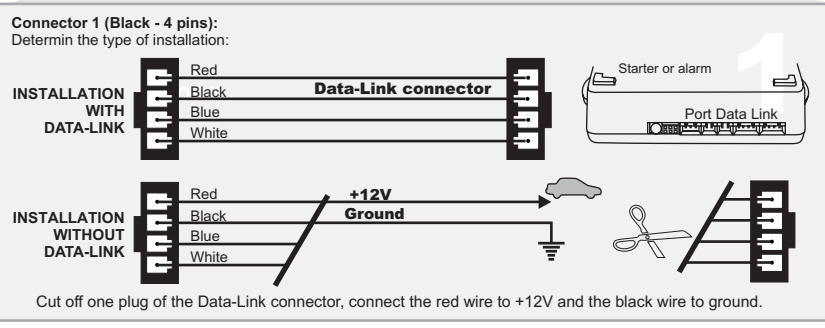 Connector 1 (Black - 4 pins):
Determin the type of installation:
1
INSTALLATION
WITH
DATA-LINK
Red
Black
Blue
White
Data-Link connector
Starter or alarm
Port Data Link
INSTALLATION
WITHOUT
DATA-LINK
Red
Black
Blue
White
+12V
Ground
Cut off one plug of the Data-Link connector, connect the red wire to +12V and the black wire to ground.